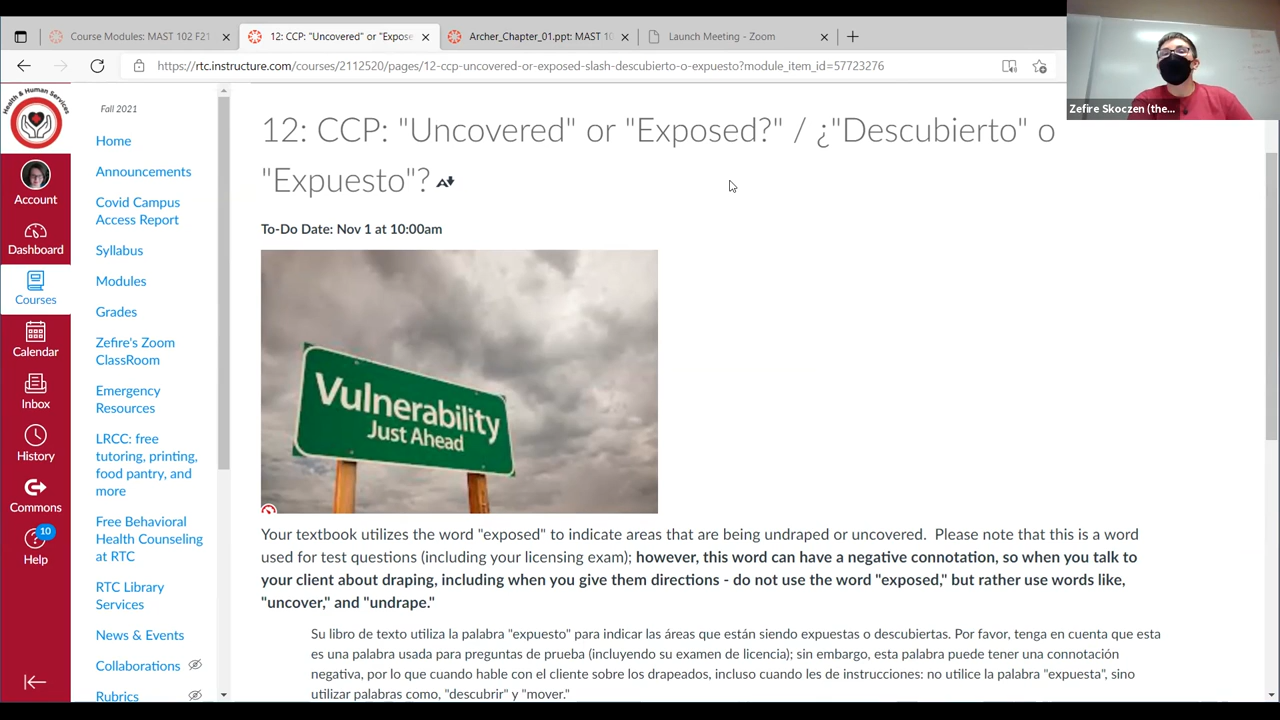 Course Modules: MAST 102 F21
12: CCP: "Uncovered" or "Expose
Archer_Chapter_01.ppt: MAST 10
Launch Meeting - Zoom
https://rtc.instructure.com/courses/2112520/pages/12-ccp-uncovered-or-exposed-slash-descubierto-o-expuesto?module_item_id=57723276
Zefire Skoczen (the...
Health & Human Services
Account
Dashboard
Courses
Calendar
Inbox
History
Commons
10
Help
Fall 2021
Home
Announcements
Covid Campus
Access Report
Syllabus
Modules
Grades
Zefire's Zoom
ClassRoom
Emergency
Resources
LRCC: free
tutoring, printing,
food pantry, and
more
Free Behavioral
Health Counseling
at RTC
RTC Library
Services
News & Events
Collaborations
Rubrics
12: CCP: "Uncovered" or "Exposed?" / ¿"Descubierto" o
"Expuesto"?
To-Do Date: Nov 1 at 10:00am
Vulnerability
Just Ahead
Your textbook utilizes the word "exposed" to indicate areas that are being undraped or uncovered. Please note that this is a word
used for test questions (including your licensing exam); however, this word can have a negative connotation, so when you talk to
your client about draping, including when you give them directions - do not use the word "exposed," but rather use words like,
"uncover," and "undrape."
Su libro de texto utiliza la palabra "expuesto" para indicar las áreas que están siendo expuestas o descubiertas. Por favor, tenga en cuenta que esta
es una palabra usada para preguntas de prueba (incluyendo su examen de licencia); sin embargo, esta palabra puede tener una connotación
negativa, por lo que cuando hable con el cliente sobre los drapeados, incluso cuando les de instrucciones: no utilice la palabra "expuesta", sino
utilizar palabras como, "descubrir" y "mover."